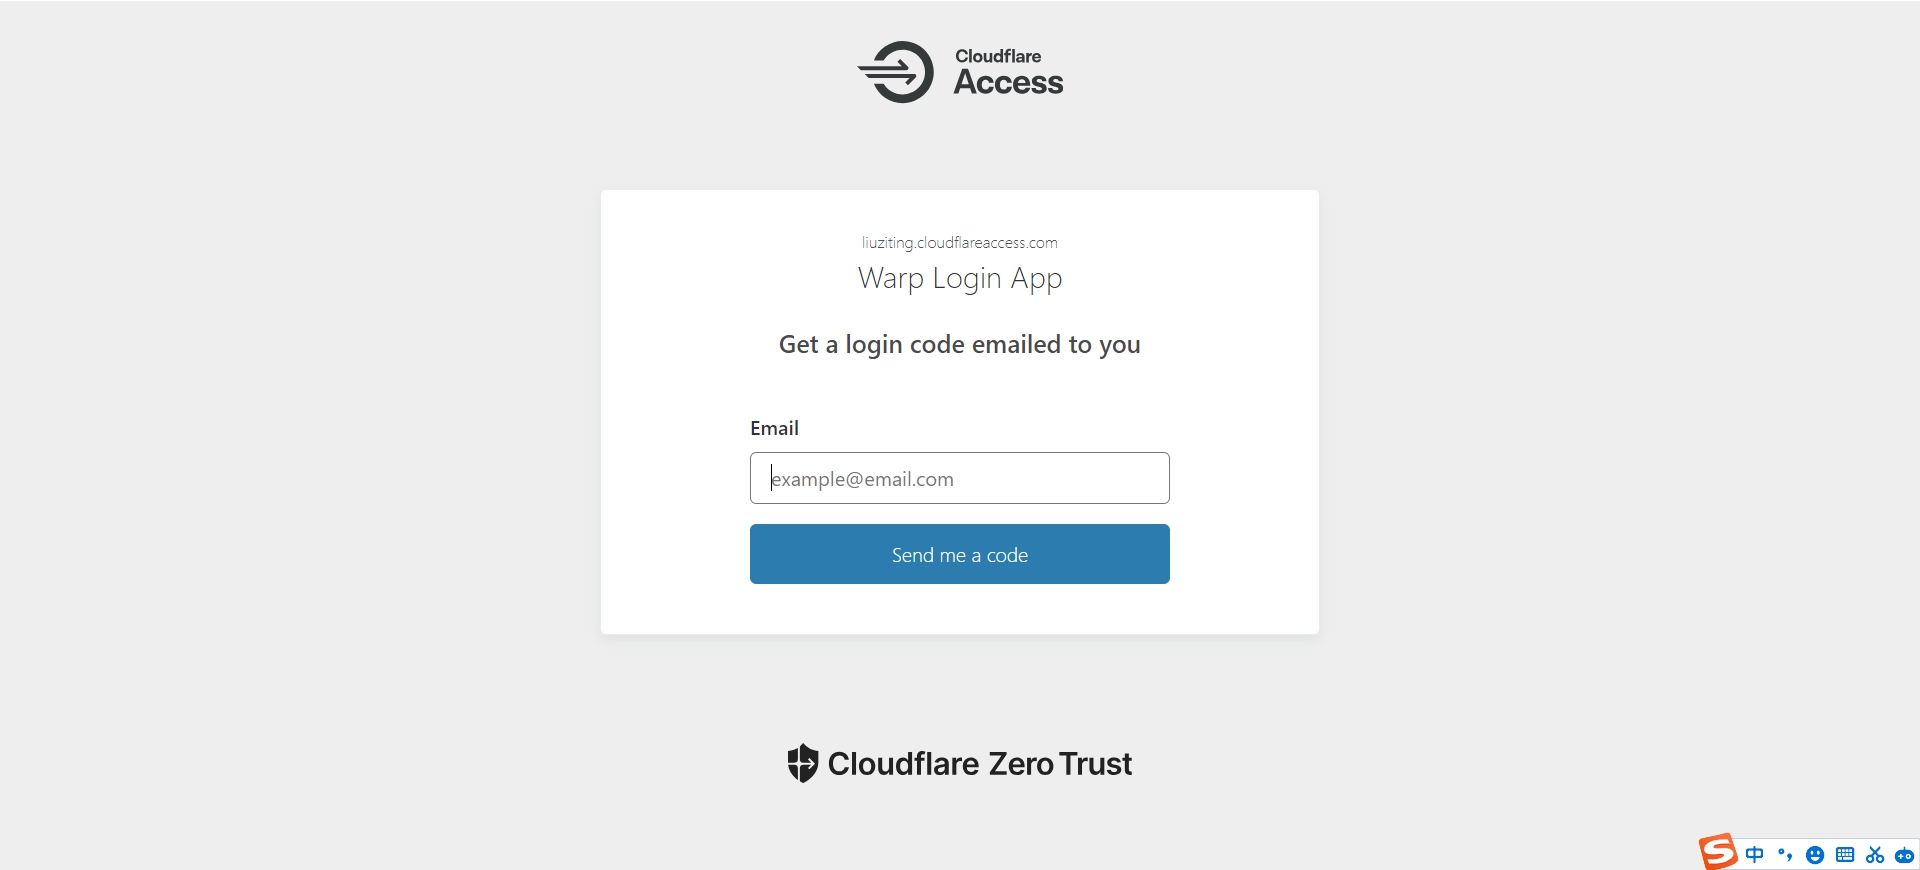 Cloudflare
Access
liuziting.cloudflareaccess.com
Warp Login App
Get a login code emailed to you
Email
example@email.com
Send me a code
Cloudflare Zero Trust
S 中 °,